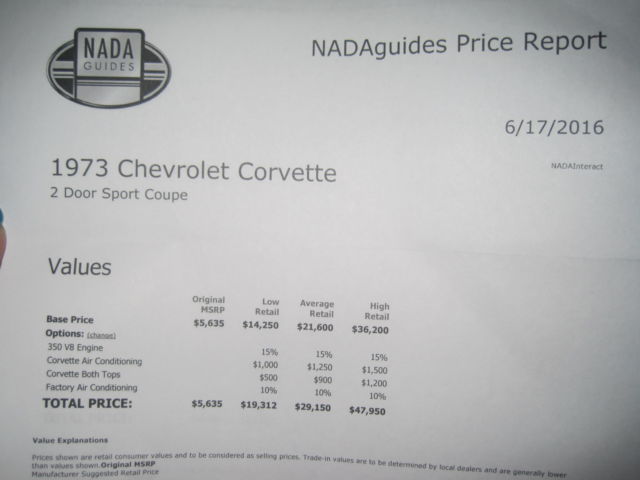 NADA
GUIDES
NADAguides Price Report
6/17/2016
NADAInteract
1973 Chevrolet Corvette
2 Door Sport Coupe
Values
Original MSRP Low Retail Average Retail High Retail
Base Price $5,635 $14,250 $21,600 $36,200
Options: (change)
350 V8 Engine 15% 15% 15%
Corvette Air Conditioning $1,000 $1,250 $1,500
Corvette Both Tops $500 $900 $1,200
Factory Air Conditioning 10% 10% 10%
TOTAL PRICE: $5,635 $19,312 $29,150 $47,950
Value Explanations
Prices shown are retail consumer values and to be considered as selling prices. Trade-in values are to be determined by local dealers and are generally lower
than values shown.Original MSRP
Manufacturer Suggested Retail Price